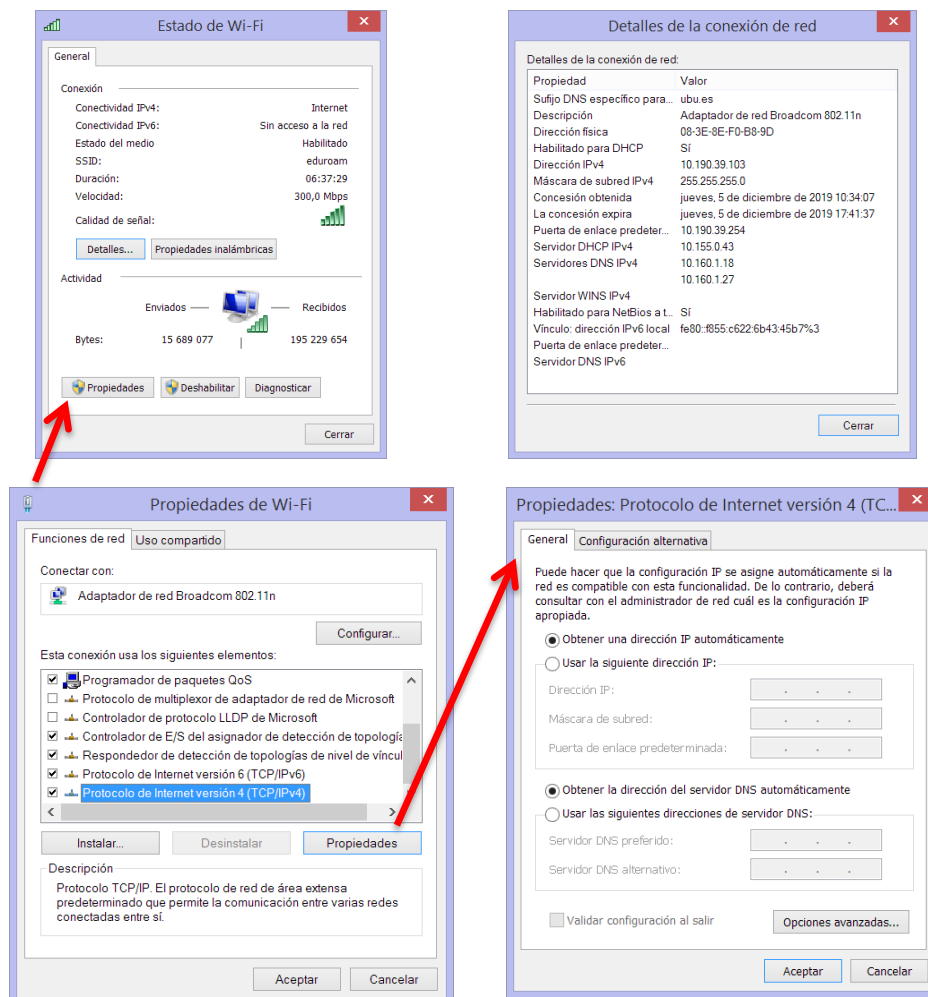 Estado de Wi-Fi
General
Conexión
Conectividad IPv4: Internet
Conectividad IPv6: Sin acceso a la red
Estado del medio Habilitado
SSID: eduroam
Duración: 06:37:29
Velocidad: 300,0 Mbps
Calidad de señal:
Detalles... Propiedades inalámbricas
Actividad
Enviados — Recibidos
Bytes: 15 689 077 | 195 229 654
Propiedades Deshabilitar Diagnosticar
Cerrar
Detalles de la conexión de red
Detalles de la conexión de red:
Propiedad Valor
Sufijo DNS específico para... ubu.es
Descripción Adaptador de red Broadcom 802.11n
Dirección física 08-3E-8E-F0-B8-9D
Habilitado para DHCP Sí
Dirección IPv4 10.190.39.103
Máscara de subred IPv4 255.255.255.0
Concesión obtenida jueves, 5 de diciembre de 2019 10:34:07
La concesión expira jueves, 5 de diciembre de 2019 17:41:37
Puerta de enlace predeter... 10.190.39.254
Servidor DHCP IPv4 10.155.0.43
Servidores DNS IPv4 10.160.1.18
10.160.1.27
Servidor WINS IPv4
Habilitado para NetBios a t... Sí
Vínculo: dirección IPv6 local fe80::f855:c622:6b43:45b7%3
Puerta de enlace predeter...
Servidor DNS IPv6
Cerrar
Propiedades de Wi-Fi
Funciones de red Uso compartido
Conectar con:
Adaptador de red Broadcom 802.11n
Configurar...
Esta conexión usa los siguientes elementos:
Programador de paquetes QoS
Protocolo de multiplexor de adaptador de red de Microsoft
Controlador de protocolo LLDP de Microsoft
Controlador de E/S del asignador de detección de topología
Respondedor de detección de topologías de nivel de víncul
Protocolo de Internet versión 6 (TCP/IPv6)
Protocolo de Internet versión 4 (TCP/IPv4)
Instalar... Desinstalar Propiedades
Descripción
Protocolo TCP/IP. El protocolo de red de área extensa
predeterminado que permite la comunicación entre varias redes
conectadas entre sí.
Aceptar Cancelar
Propiedades: Protocolo de Internet versión 4 (TC...
General Configuración alternativa
Puede hacer que la configuración IP se asigne automáticamente si la
red es compatible con esta funcionalidad. De lo contrario, deberá
consultar con el administrador de red cuál es la configuración IP
apropiada.
Obtener una dirección IP automáticamente
Usar la siguiente dirección IP:
Dirección IP: . . .
Máscara de subred: . . .
Puerta de enlace predeterminada: . . .
Obtener la dirección del servidor DNS automáticamente
Usar las siguientes direcciones de servidor DNS:
Servidor DNS preferido: . . .
Servidor DNS alternativo: . . .
Validar configuración al salir Opciones avanzadas...
Aceptar Cancelar